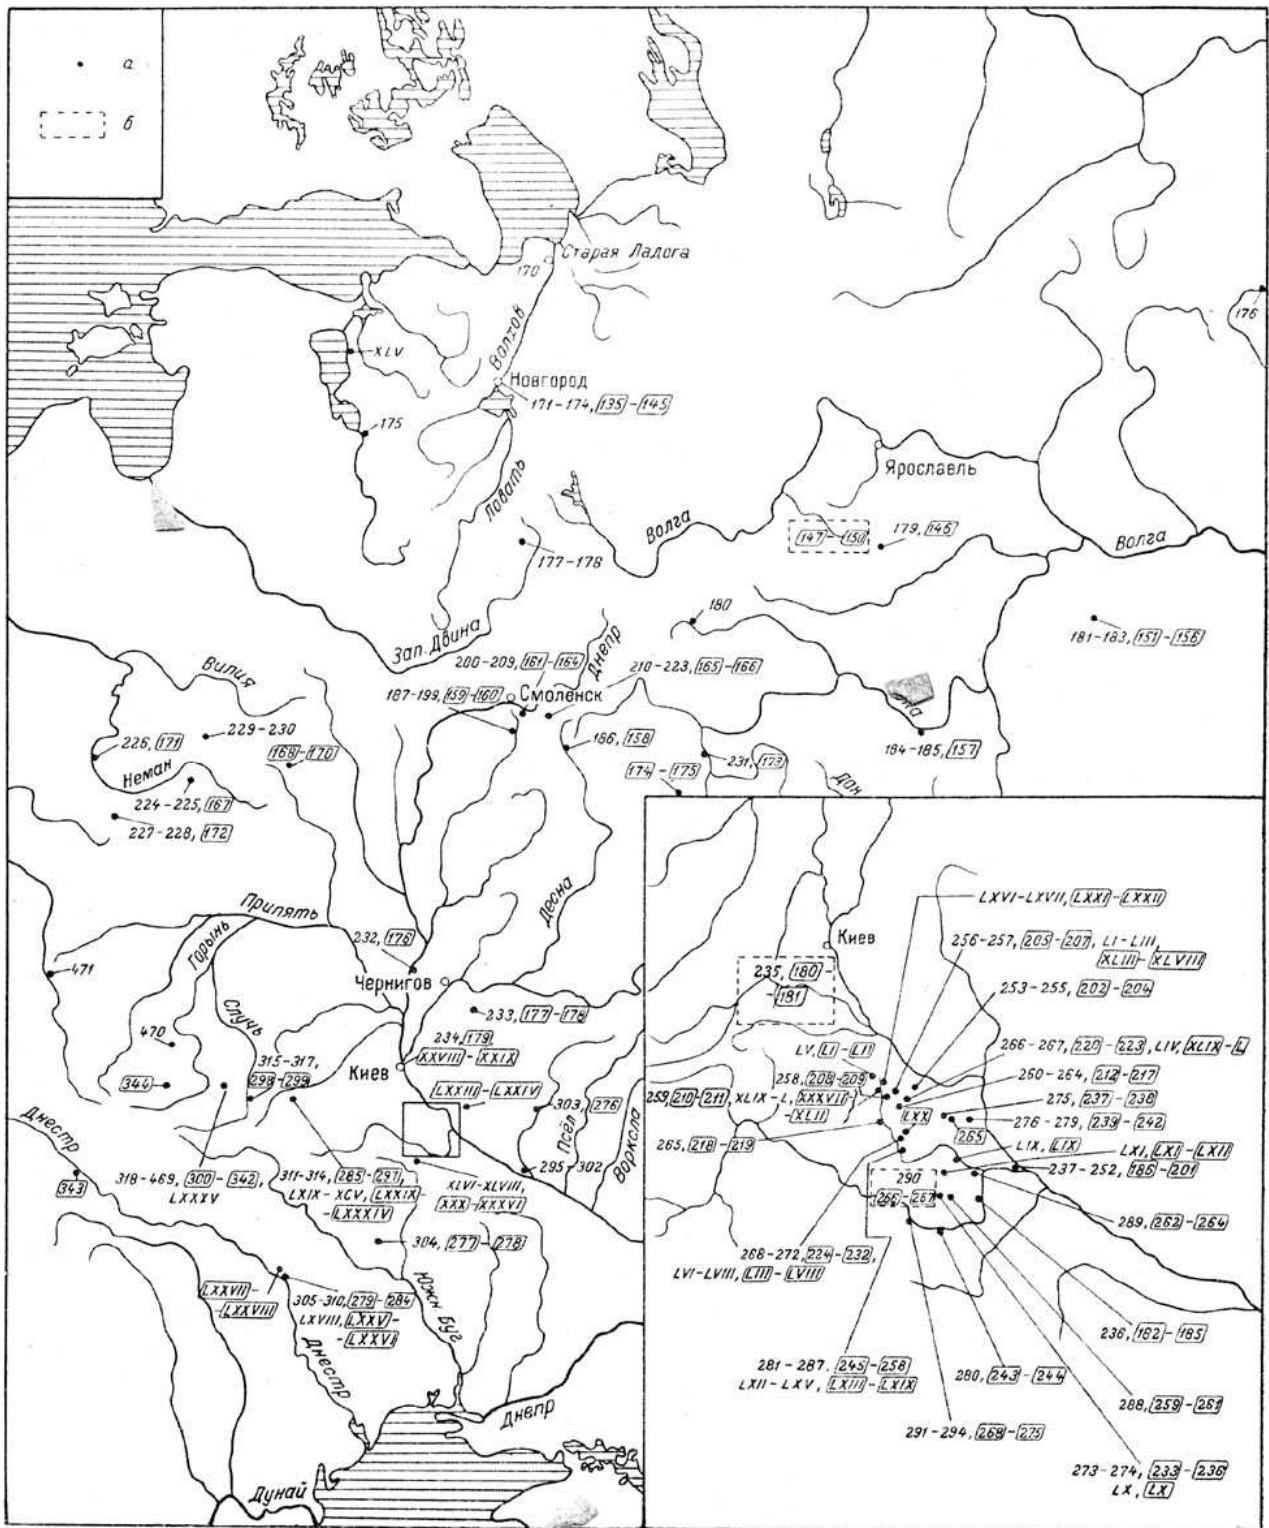 а
б
Старая Ладога
170
Волхов
176
XLV
Новгород
171-174, 135-145
175
Ловать
Ярославль
Волга
147-150
179, 146
Волга
177-178
180
181-183, 151-156
Зап. Двина
Днепр
200-209, 161-164
210-223, 165-166
Вилия
187-199, 159-160
Смоленск
229-230
226, 171
168-170
186, 158
231, 173
184-185, 157
Неман
174-175
Дон
224-225, 167
227-228, 172
Десна
Припять
Горынь
232, 176
471
Чернигов
Случь
233, 177-178
470
234, 179,
XXVIII-XXIX
315-317,
298-299
Киев
344
LXXIII-LXXIV
303, 276
Псёл
Ворксла
Днестр
295-302
343
318-469, 300-342,
LXXXV
311-314, 285-297,
LXIX-XCV, LXXIX-
-LXXXIV
XLVI-XLVIII,
XXX-XXXVI
304, 277-278
LXXVII-
-LXXVIII
305-310, 279-284
LXVIII, LXXV-
-LXXVI
Южн Буг
Днестр
Днепр
Дунай
LXVI-LXVII, LXXI-LXXII
Киев
256-257, 205-207, LI-LIII,
XLIII-XLVIII
235, 180-
-181
253-255, 202-204
LV, LI-LII
266-267, 220-223, LIV, XLIX-L
258, 208-209
260-264, 212-217
259, 210-211, XLIX-L, XXXVII-
-XLII
275, 237-238
LXX
276-279, 239-242
265
265, 218-219
LIX, LIX
LXI, LXI-LXII
237-252, 186-201
290
266-267
289, 262-264
268-272, 224-232,
LVI-LVIII, LIII-LVIII
236, 182-185
281-287, 245-258
LXII-LXV, LXIII-LXIX
280, 243-244
288, 259-261
291-294, 268-275
273-274, 233-236
LX, LX